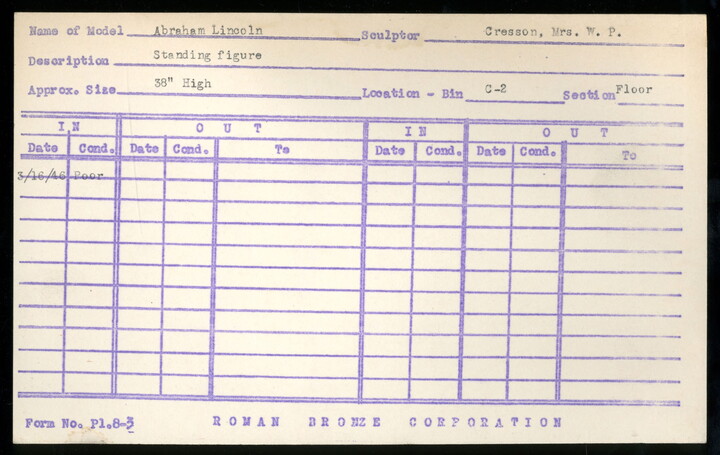 Name of Model Abraham Lincoln Sculptor Cresson, Mrs. W. P.
Description Standing figure
Approx. Size 38" High Location - Bin C-2 Section Floor
IN OUT IN OUT
Date Cond. Date Cond. To Date Cond. Date Cond. To
3/16/46 Poor
Form No. Pl.8-3 ROMAN BRONZE CORPORATION